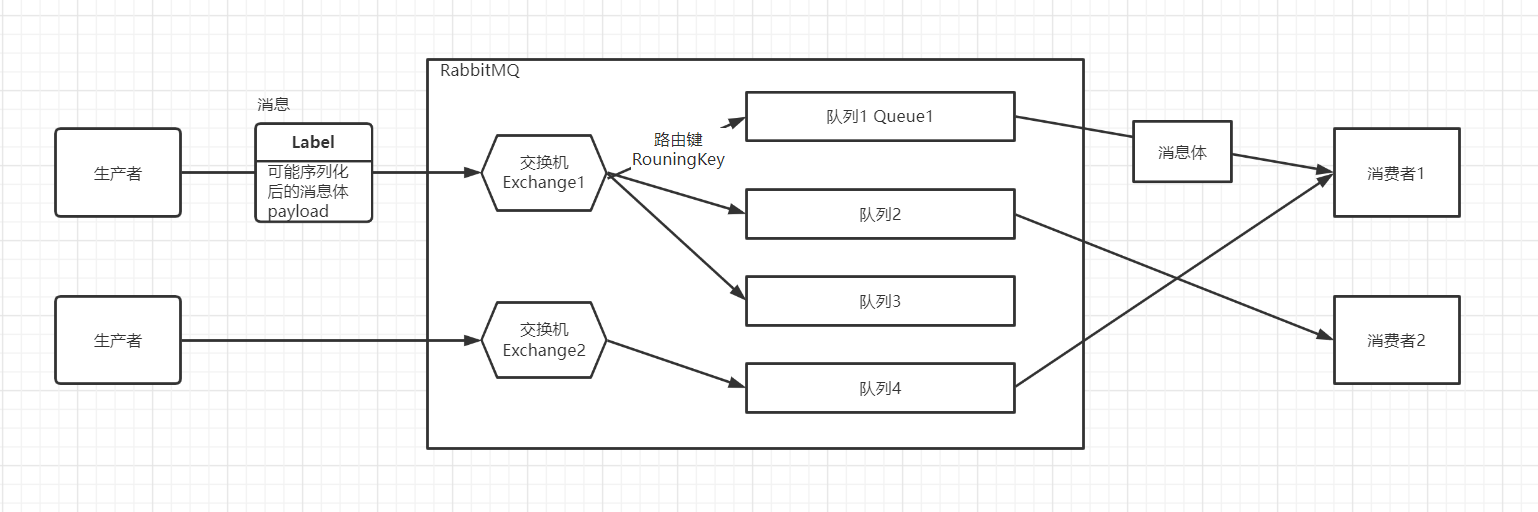 RabbitMQ
消息
Label
可能序列化
后的消息体
payload
生产者
交换机
Exchange1
路由键
RouningKey
队列1 Queue1
消息体
消费者1
队列2
队列3
生产者
交换机
Exchange2
队列4
消费者2